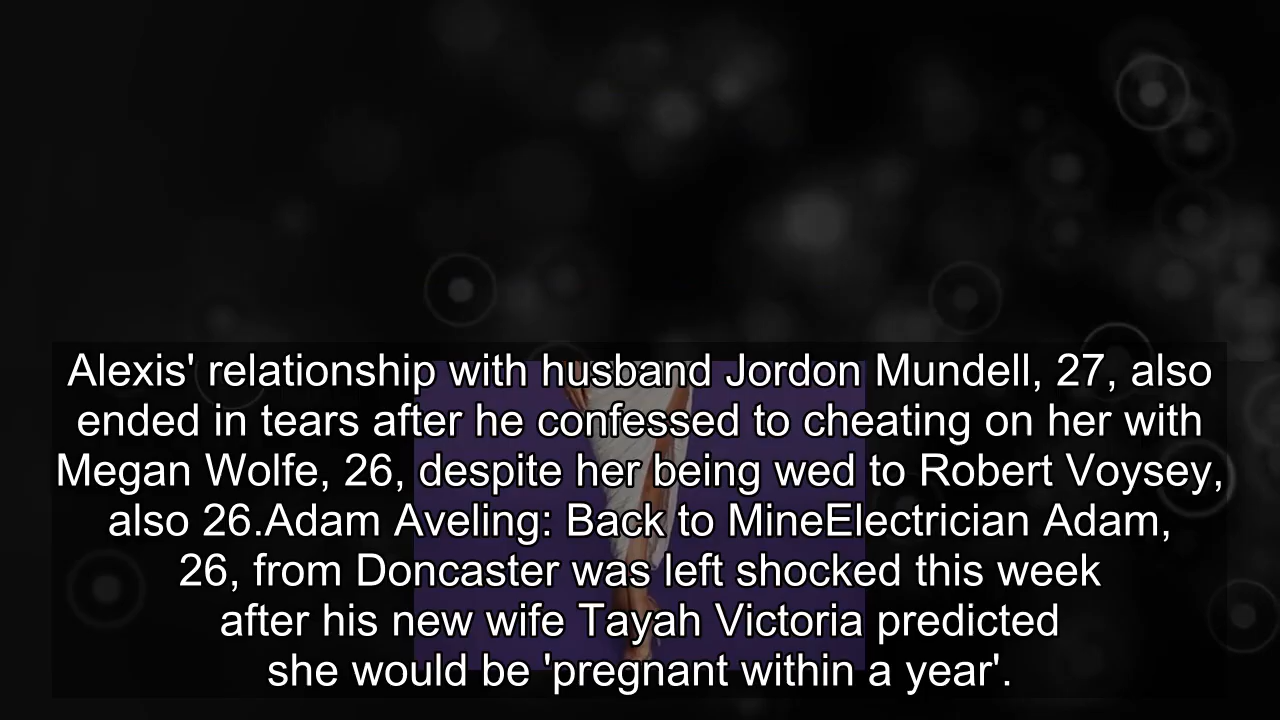 Alexis' relationship with husband Jordon Mundell, 27, also
ended in tears after he confessed to cheating on her with
Megan Wolfe, 26, despite her being wed to Robert Voysey,
also 26.Adam Aveling: Back to MineElectrician Adam,
26, from Doncaster was left shocked this week
after his new wife Tayah Victoria predicted
she would be 'pregnant within a year'.